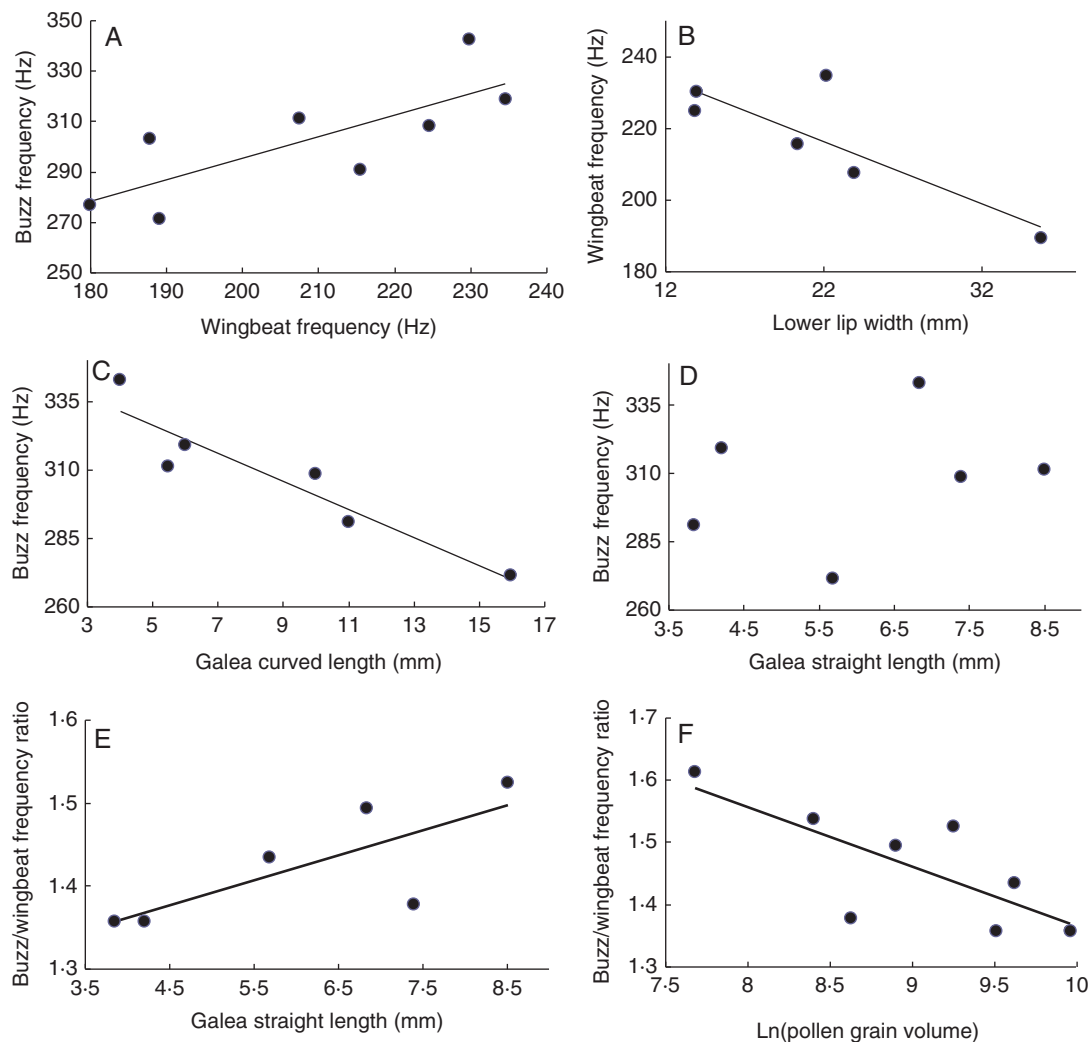 A
Buzz frequency (Hz)
350
330
310
290
270
250
180 190 200 210 220 230 240
Wingbeat frequency (Hz)
B
Wingbeat frequency (Hz)
240
220
200
180
12 22 32
Lower lip width (mm)
C
Buzz frequency (Hz)
335
310
285
260
3 5 7 9 11 13 15 17
Galea curved length (mm)
D
Buzz frequency (Hz)
335
310
285
260
3·5 4·5 5·5 6·5 7·5 8·5
Galea straight length (mm)
E
Buzz/wingbeat frequency ratio
1·6
1·5
1·4
1·3
3·5 4·5 5·5 6·5 7·5 8·5
Galea straight length (mm)
F
Buzz/wingbeat frequency ratio
1·7
1·6
1·5
1·4
1·3
7·5 8 8·5 9 9·5 10
Ln(pollen grain volume)